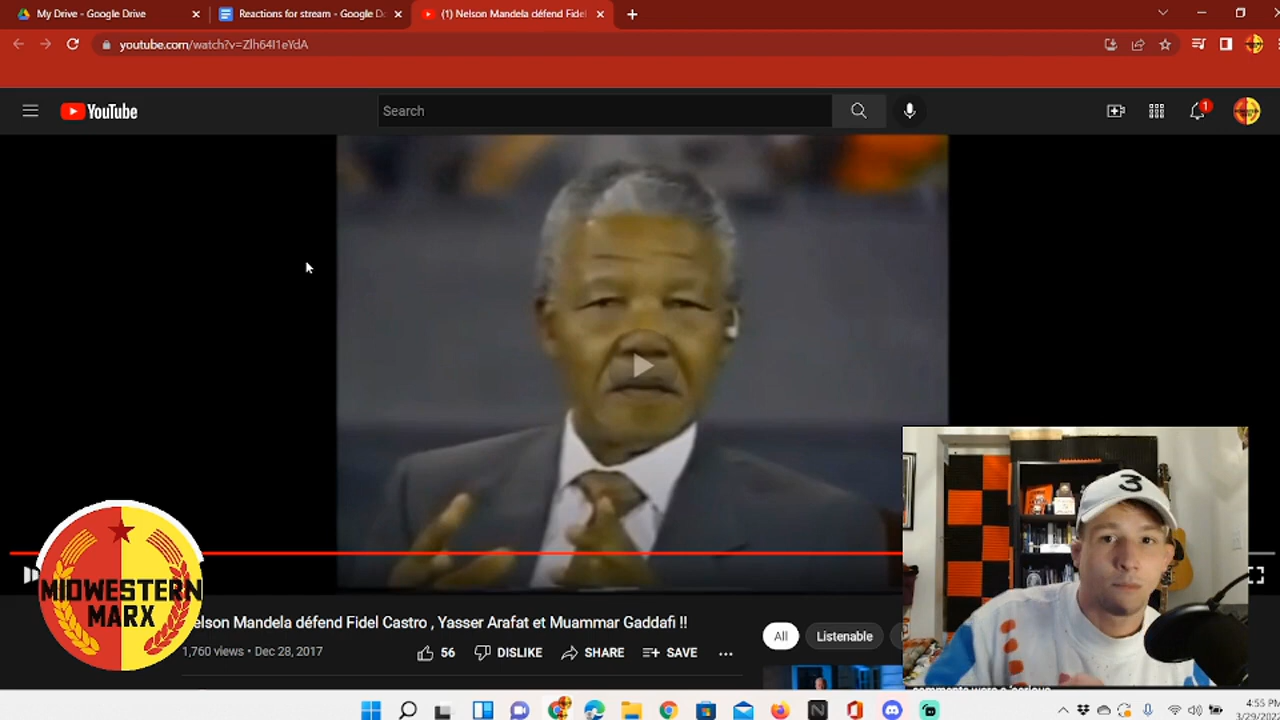 My Drive - Google Drive
Reactions for stream - Google Do
(1) Nelson Mandela défend Fidel
youtube.com/watch?v=Zlh64I1eYdA
YouTube
Search
1
3
MIDWESTERN
MARX
elson Mandela défend Fidel Castro , Yasser Arafat et Muammar Gaddafi !!
1,760 views • Dec 28, 2017
56
DISLIKE
SHARE
SAVE
All
Listenable
4:55 PM